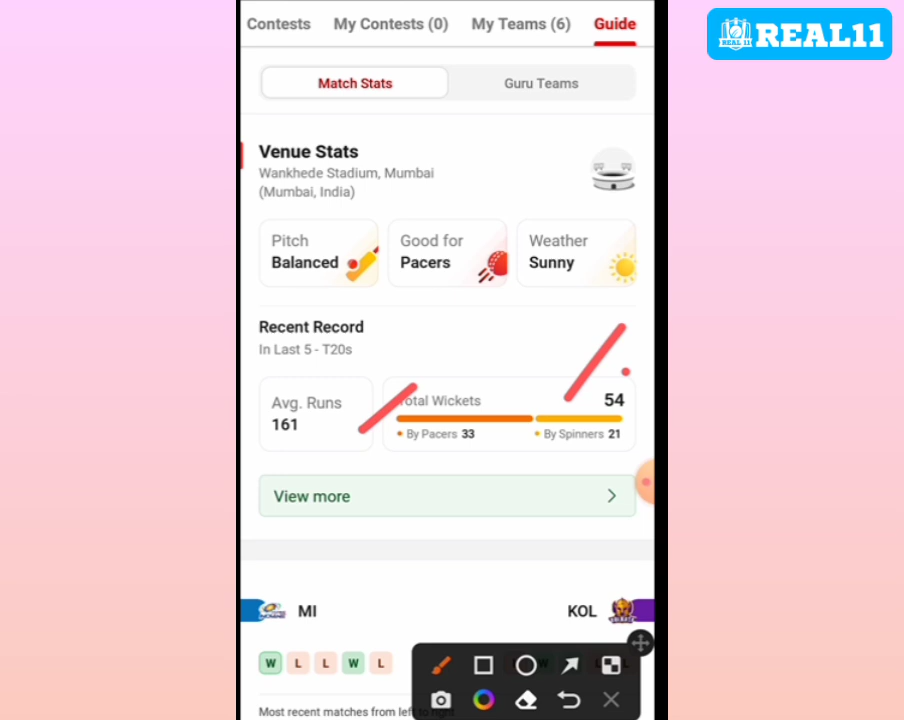 Contests My Contests (0) My Teams (6) Guide
REAL 11 REAL11
Match Stats Guru Teams
Venue Stats
Wankhede Stadium, Mumbai
(Mumbai, India)
Pitch Good for Weather
Balanced Pacers Sunny
Recent Record
In Last 5 - T20s
Avg. Runs Total Wickets 54
161
By Pacers 33 By Spinners 21
View more
MI KOL
W L L W L
Most recent matches from left to right